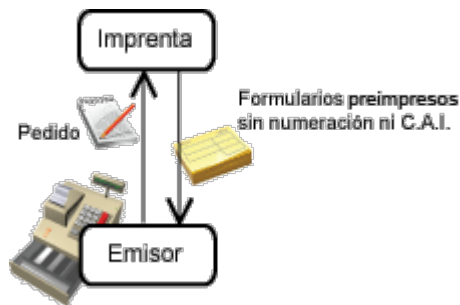 Imprenta
Formularios preimpresos
sin numeración ni C.A.I.
Pedido
Emisor